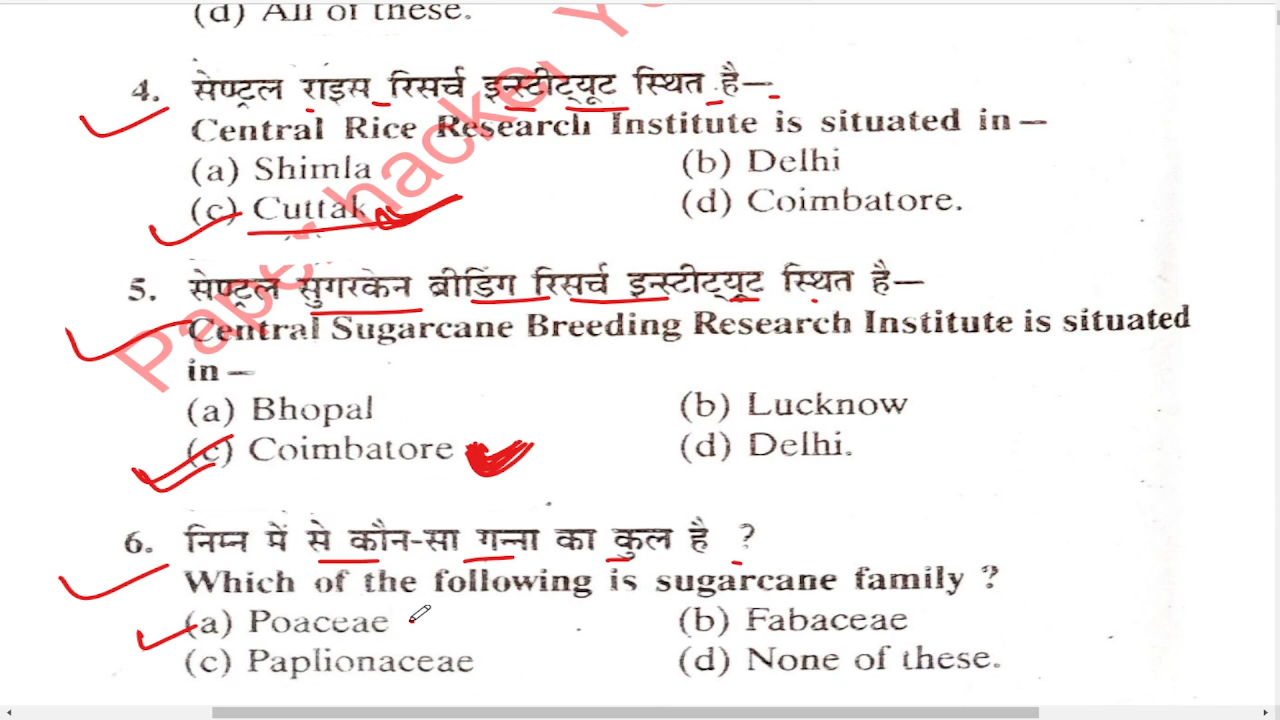 (d) All of these.
4. सेण्ट्रल राइस रिसर्च इन्स्टीट्यूट स्थित है—
Central Rice Research Institute is situated in—
(a) Shimla (b) Delhi
(c) Cuttak (d) Coimbatore.
5. सेण्ट्रल सुगरकेन ब्रीडिंग रिसर्च इन्स्टीट्यूट स्थित है—
Central Sugarcane Breeding Research Institute is situated
in—
(a) Bhopal (b) Lucknow
(c) Coimbatore (d) Delhi.
6. निम्न में से कौन-सा गन्ना का कुल है ?
Which of the following is sugarcane family ?
(a) Poaceae (b) Fabaceae
(c) Paplionaceae (d) None of these.